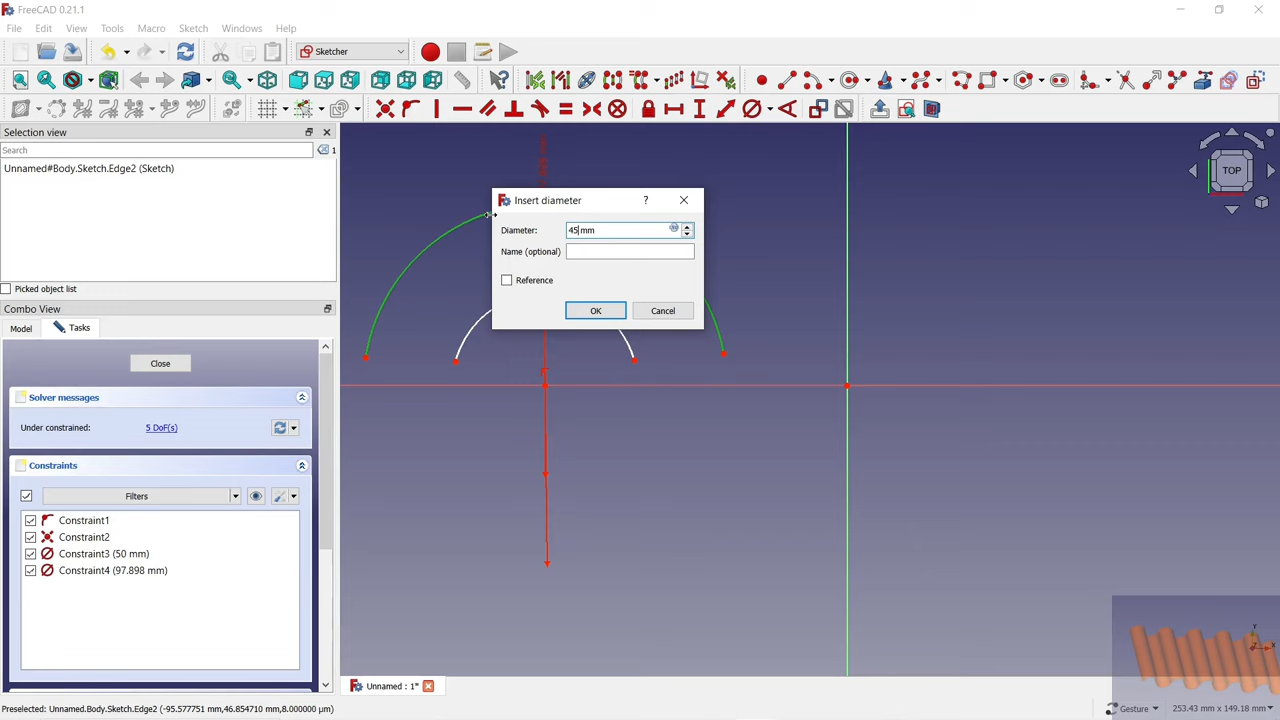 FreeCAD 0.21.1
File Edit View Tools Macro Sketch Windows Help
Sketcher
Selection view
Search
1
Unnamed#Body.Sketch.Edge2 (Sketch)
Picked object list
Combo View
Model
Tasks
Close
Solver messages
Under constrained:
5 DoF(s)
Constraints
Filters
Constraint1
Constraint2
Constraint3 (50 mm)
Constraint4 (97.898 mm)
Insert diameter
?
Diameter:
45 mm
Name (optional)
Reference
OK
Cancel
TOP
Y
X
Unnamed : 1*
Preselected: Unnamed.Body.Sketch.Edge2 (-95.577751 mm,46.854710 mm,8.000000 µm)
Gesture
253.43 mm x 149.18 mm